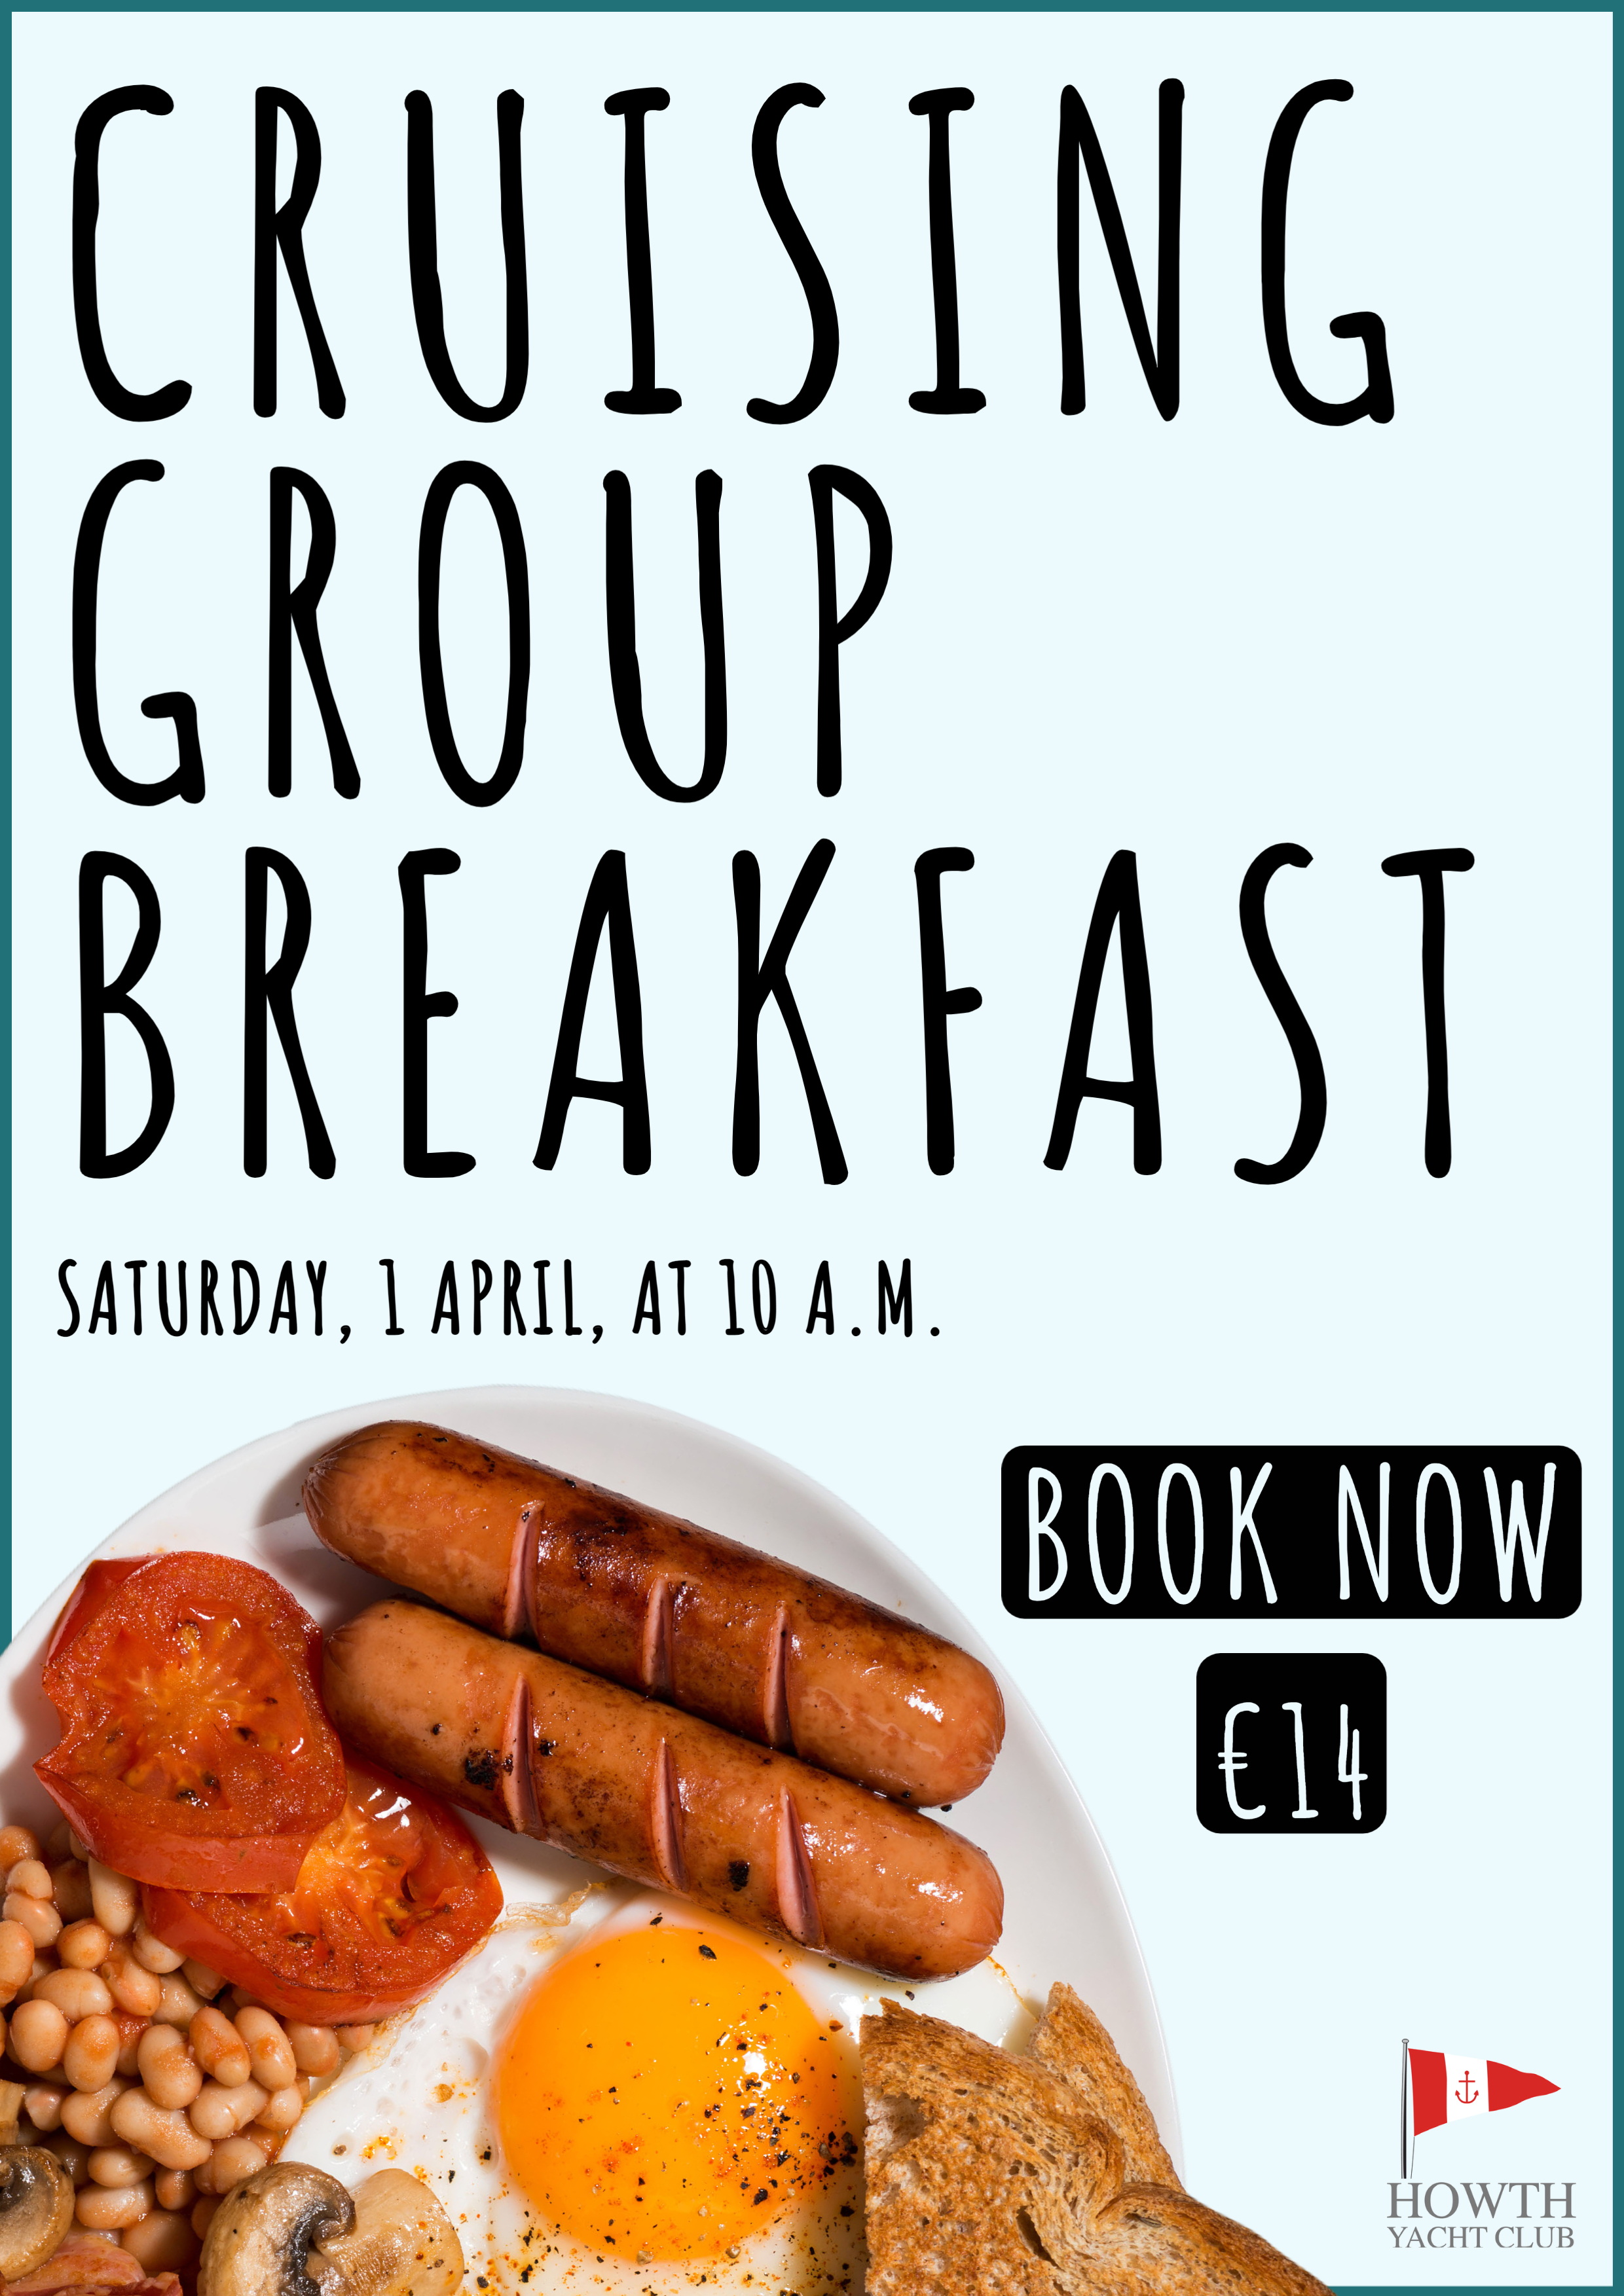 CRUISING
GROUP
BREAKFAST
SATURDAY, 1 APRIL, AT 10 A.M.
BOOK NOW
€14
HOWTH
YACHT CLUB